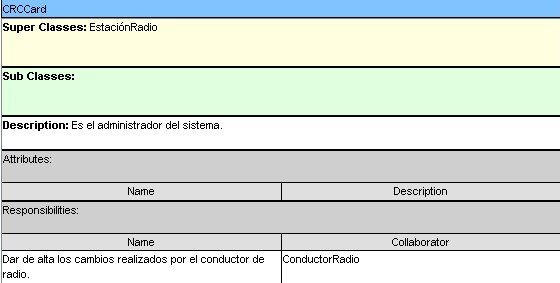 CRCCard
Super Classes: EstaciónRadio
Sub Classes:
Description: Es el administrador del sistema.
Attributes:
Name Description
Responsibilities:
Name Collaborator
Dar de alta los cambios realizados por el conductor de ConductorRadio
radio.